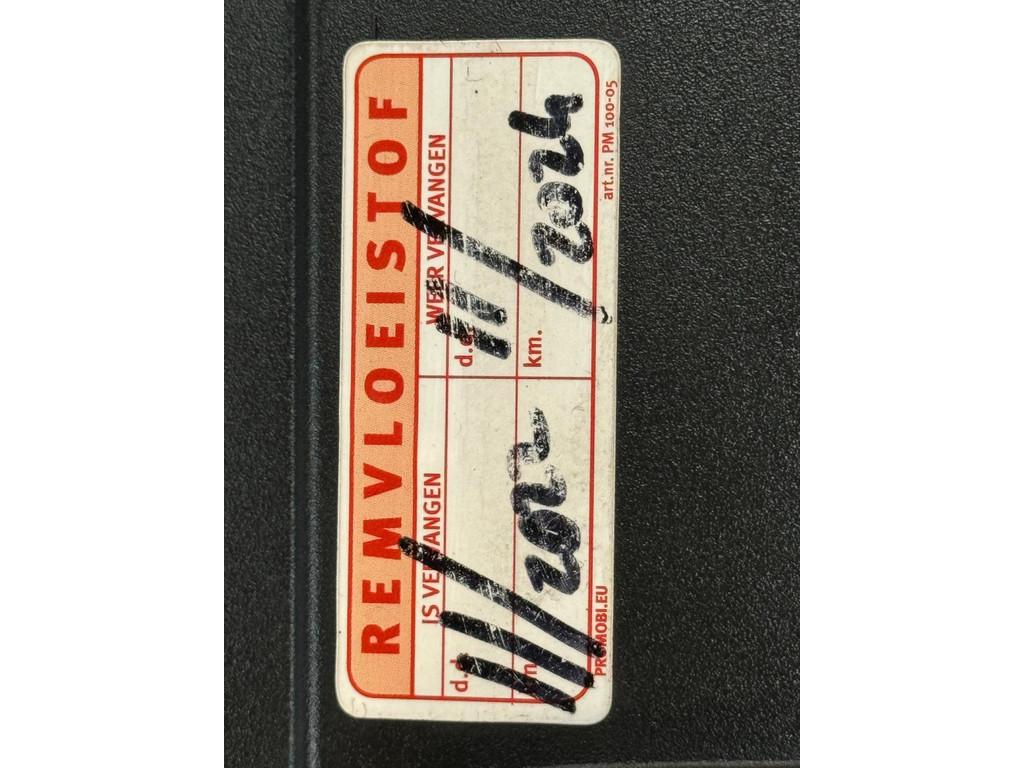 REMVLOEISTOF
IS VERVANGEN
WEER VERVANGEN
d.d.
11/2022
d.d.
11/2024
km.
km.
PROMOBI.EU
art.nr. PM 100-05